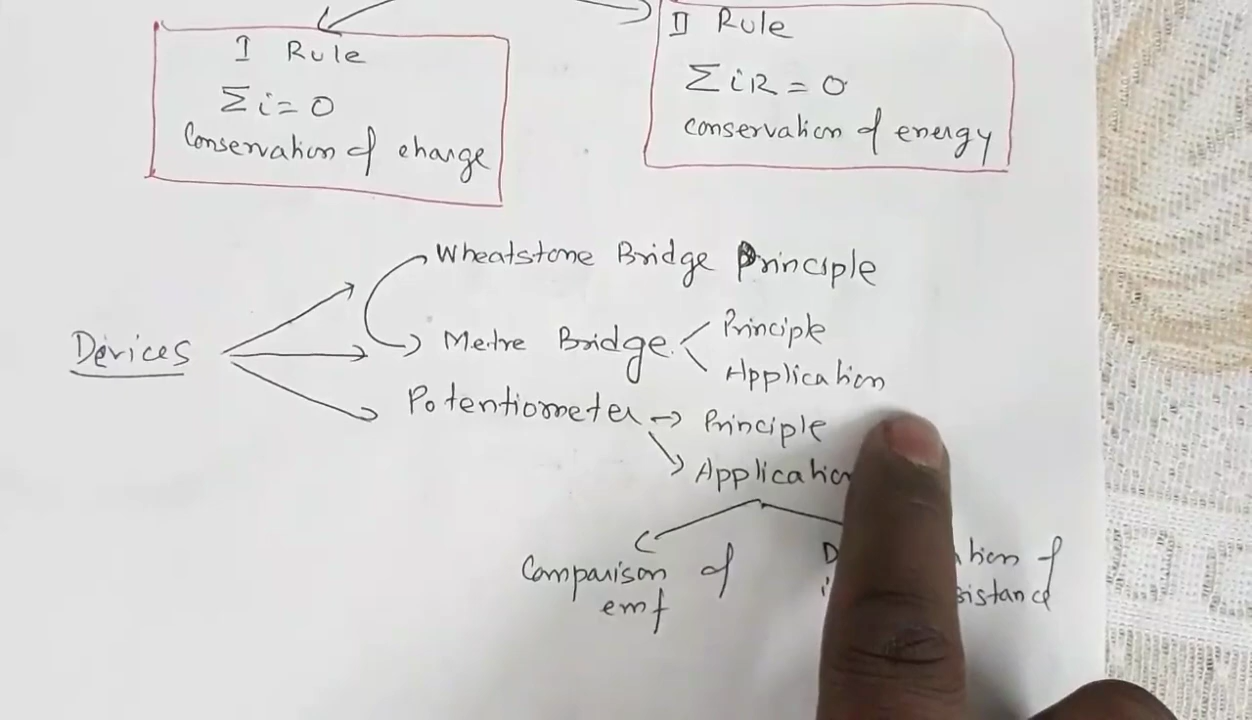 I Rule
Σi=0
Conservation of charge
II Rule
ΣiR=0
conservation of energy
Devices
Wheatstone Bridge Principle
Metre Bridge
Principle
Application
Potentiometer
Principle
Application
Comparison of
emf
of